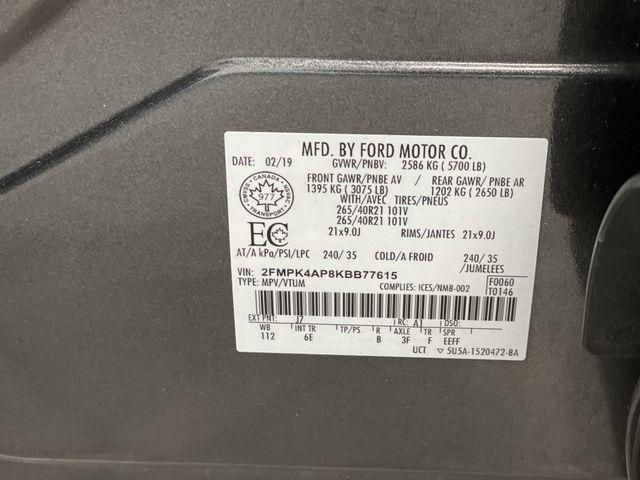 MFD. BY FORD MOTOR CO.
DATE: 02/19 GVWR/PNBV: 2586 KG ( 5700 LB)
FRONT GAWR/PNBE AV / REAR GAWR/ PNBE AR
1395 KG ( 3075 LB) 1202 KG ( 2650 LB)
WITH/AVEC TIRES/PNEUS
265/40R21 101V
265/40R21 101V
21x9.0J RIMS/JANTES 21x9.0J
CANADA
977
TRANSPORT
EC
AT/A kPa/PSI/LPC 240/ 35 COLD/A FROID 240/ 35
/JUMELEES
VIN: 2FMPK4AP8KBB77615
TYPE: MPV/VTUM COMPLIES: ICES/NMB-002
F0060
T0146
EXT PNT: J7 RC: A1 DSO:
WB INT TR TP/PS R AXLE TR SPR
112 6E B 3F F EEFF
UCT ▽ 5U5A-1520472-BA